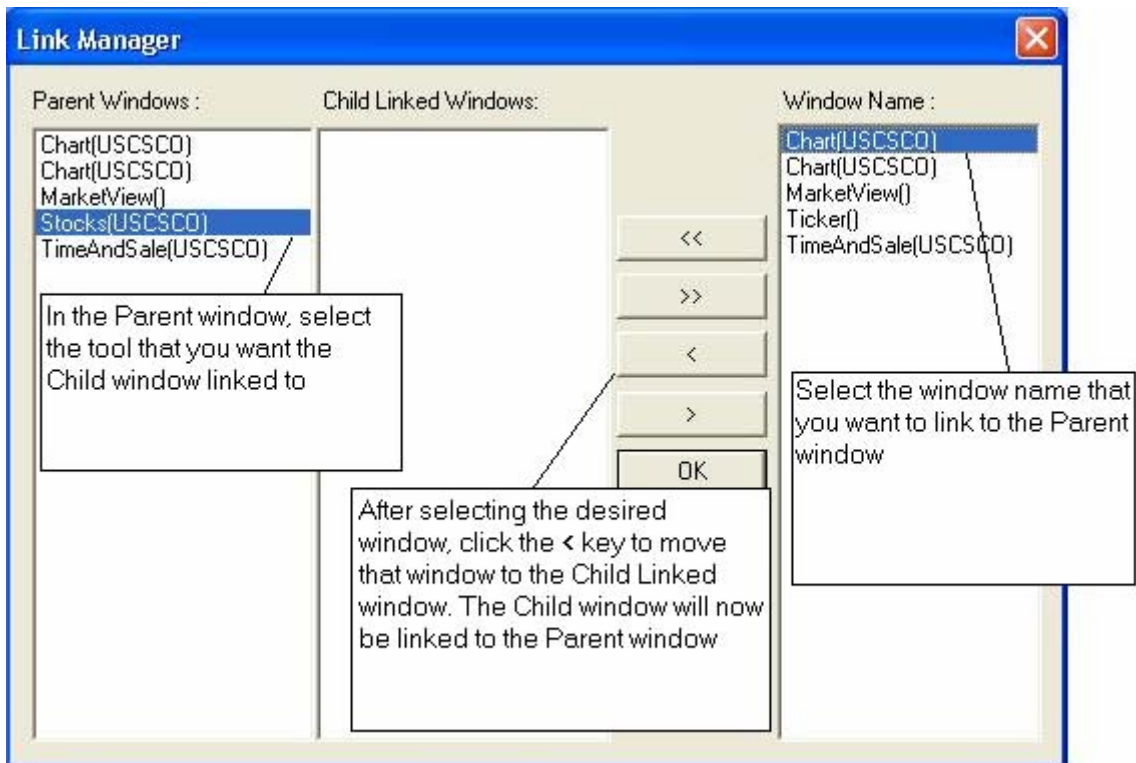 Link Manager
Parent Windows :
Child Linked Windows:
Window Name :
Chart(USCSCO)
Chart(USCSCO)
MarketView()
Stocks(USCSCO)
TimeAndSale(USCSCO)
Chart(USCSCO)
Chart(USCSCO)
MarketView()
Ticker()
TimeAndSale(USCSCO)
<<
>>
<
>
OK
In the Parent window, select
the tool that you want the
Child window linked to
Select the window name that
you want to link to the Parent
window
After selecting the desired
window, click the < key to move
that window to the Child Linked
window. The Child window will now
be linked to the Parent window